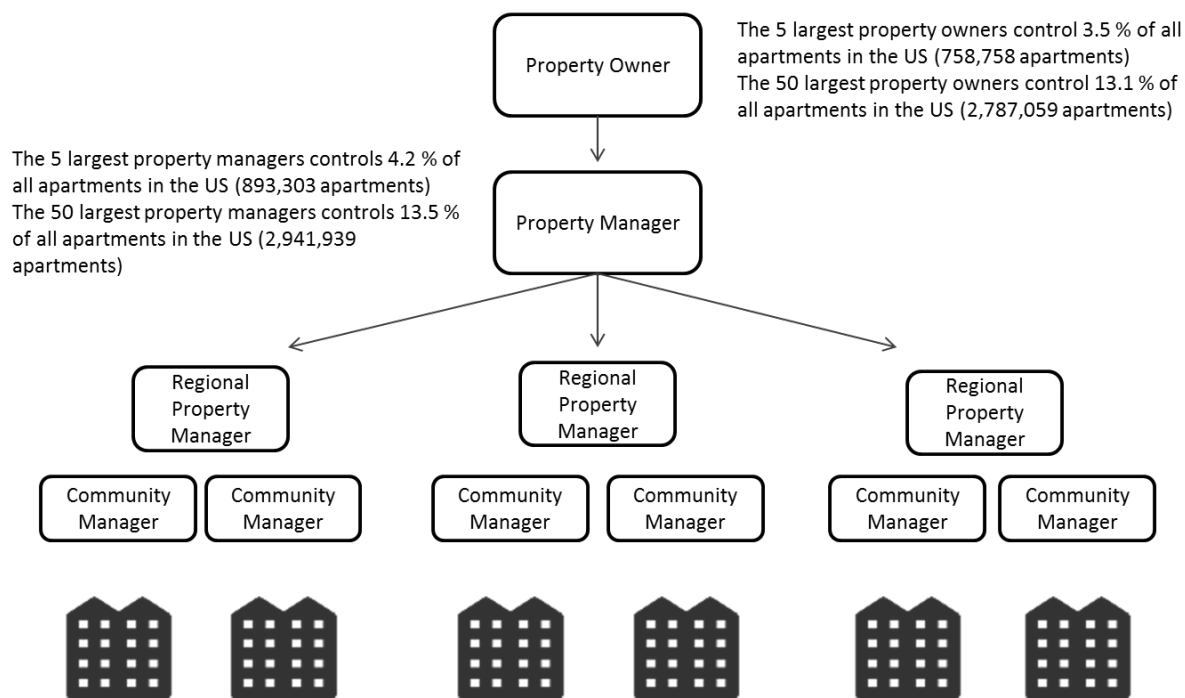 Property Owner
The 5 largest property owners control 3.5 % of all
apartments in the US (758,758 apartments)
The 50 largest property owners control 13.1 % of
all apartments in the US (2,787,059 apartments)
The 5 largest property managers controls 4.2 % of
all apartments in the US (893,303 apartments)
The 50 largest property managers controls 13.5 %
of all apartments in the US (2,941,939
apartments)
Property Manager
Regional
Property
Manager
Regional
Property
Manager
Regional
Property
Manager
Community
Manager
Community
Manager
Community
Manager
Community
Manager
Community
Manager
Community
Manager